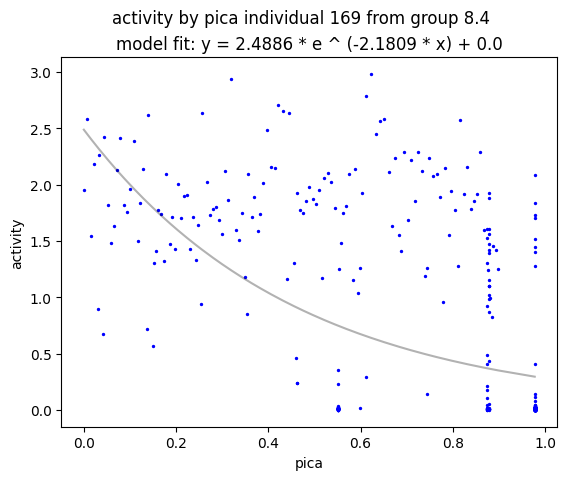 activity by pica individual 169 from group 8.4
model fit: y = 2.4886 * e ^ (-2.1809 * x) + 0.0
3.0
2.5
2.0
1.5
1.0
0.5
0.0
activity
0.0 0.2 0.4 0.6 0.8 1.0
pica